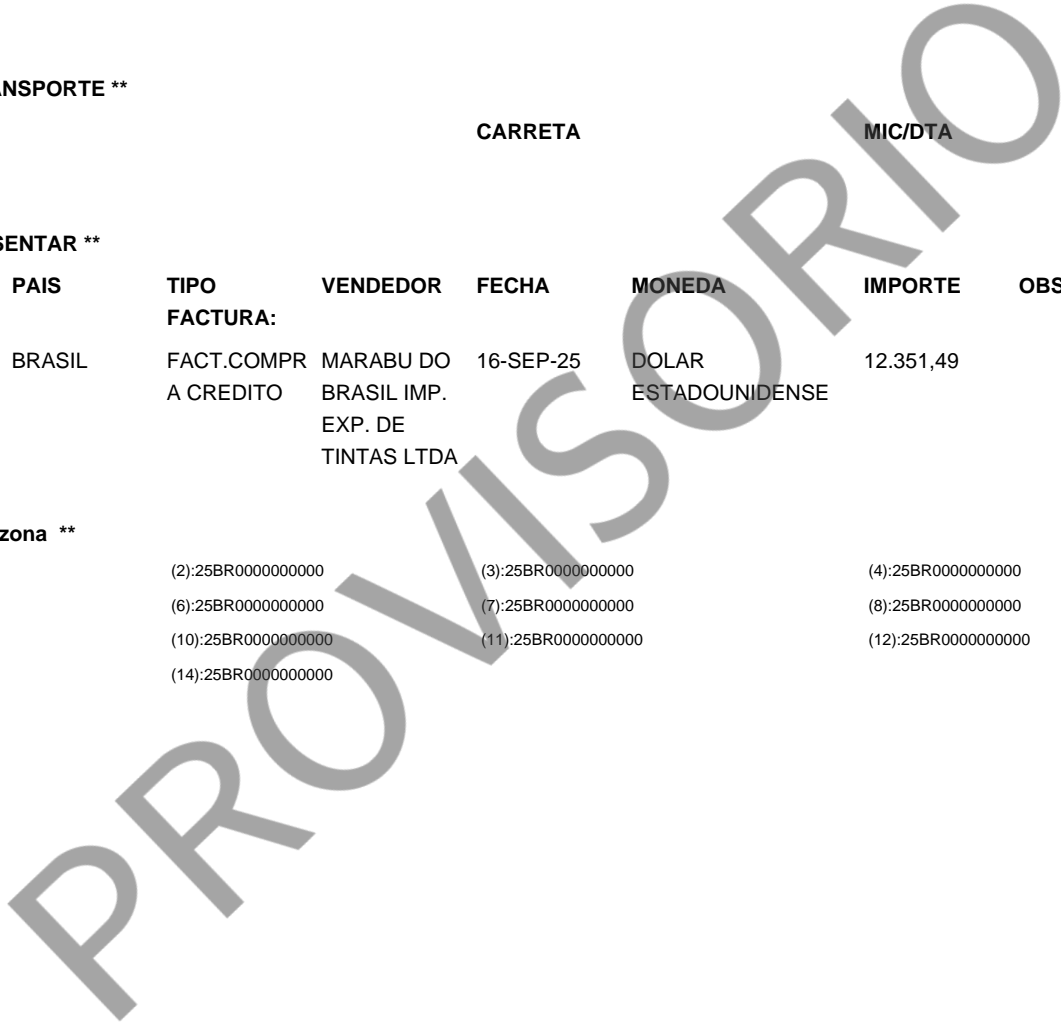 ANSPORTE **
CARRETA MIC/DTA
SENTAR **
PAIS TIPO FACTURA: VENDEDOR FECHA MONEDA IMPORTE OBS
BRASIL FACT.COMPR MARABU DO 16-SEP-25 DOLAR 12.351,49
A CREDITO BRASIL IMP. ESTADOUNIDENSE
EXP. DE
TINTAS LTDA
zona **
(2):25BR0000000000 (3):25BR0000000000 (4):25BR0000000000
(6):25BR0000000000 (7):25BR0000000000 (8):25BR0000000000
(10):25BR0000000000 (11):25BR0000000000 (12):25BR0000000000
(14):25BR0000000000
PROVISORIO